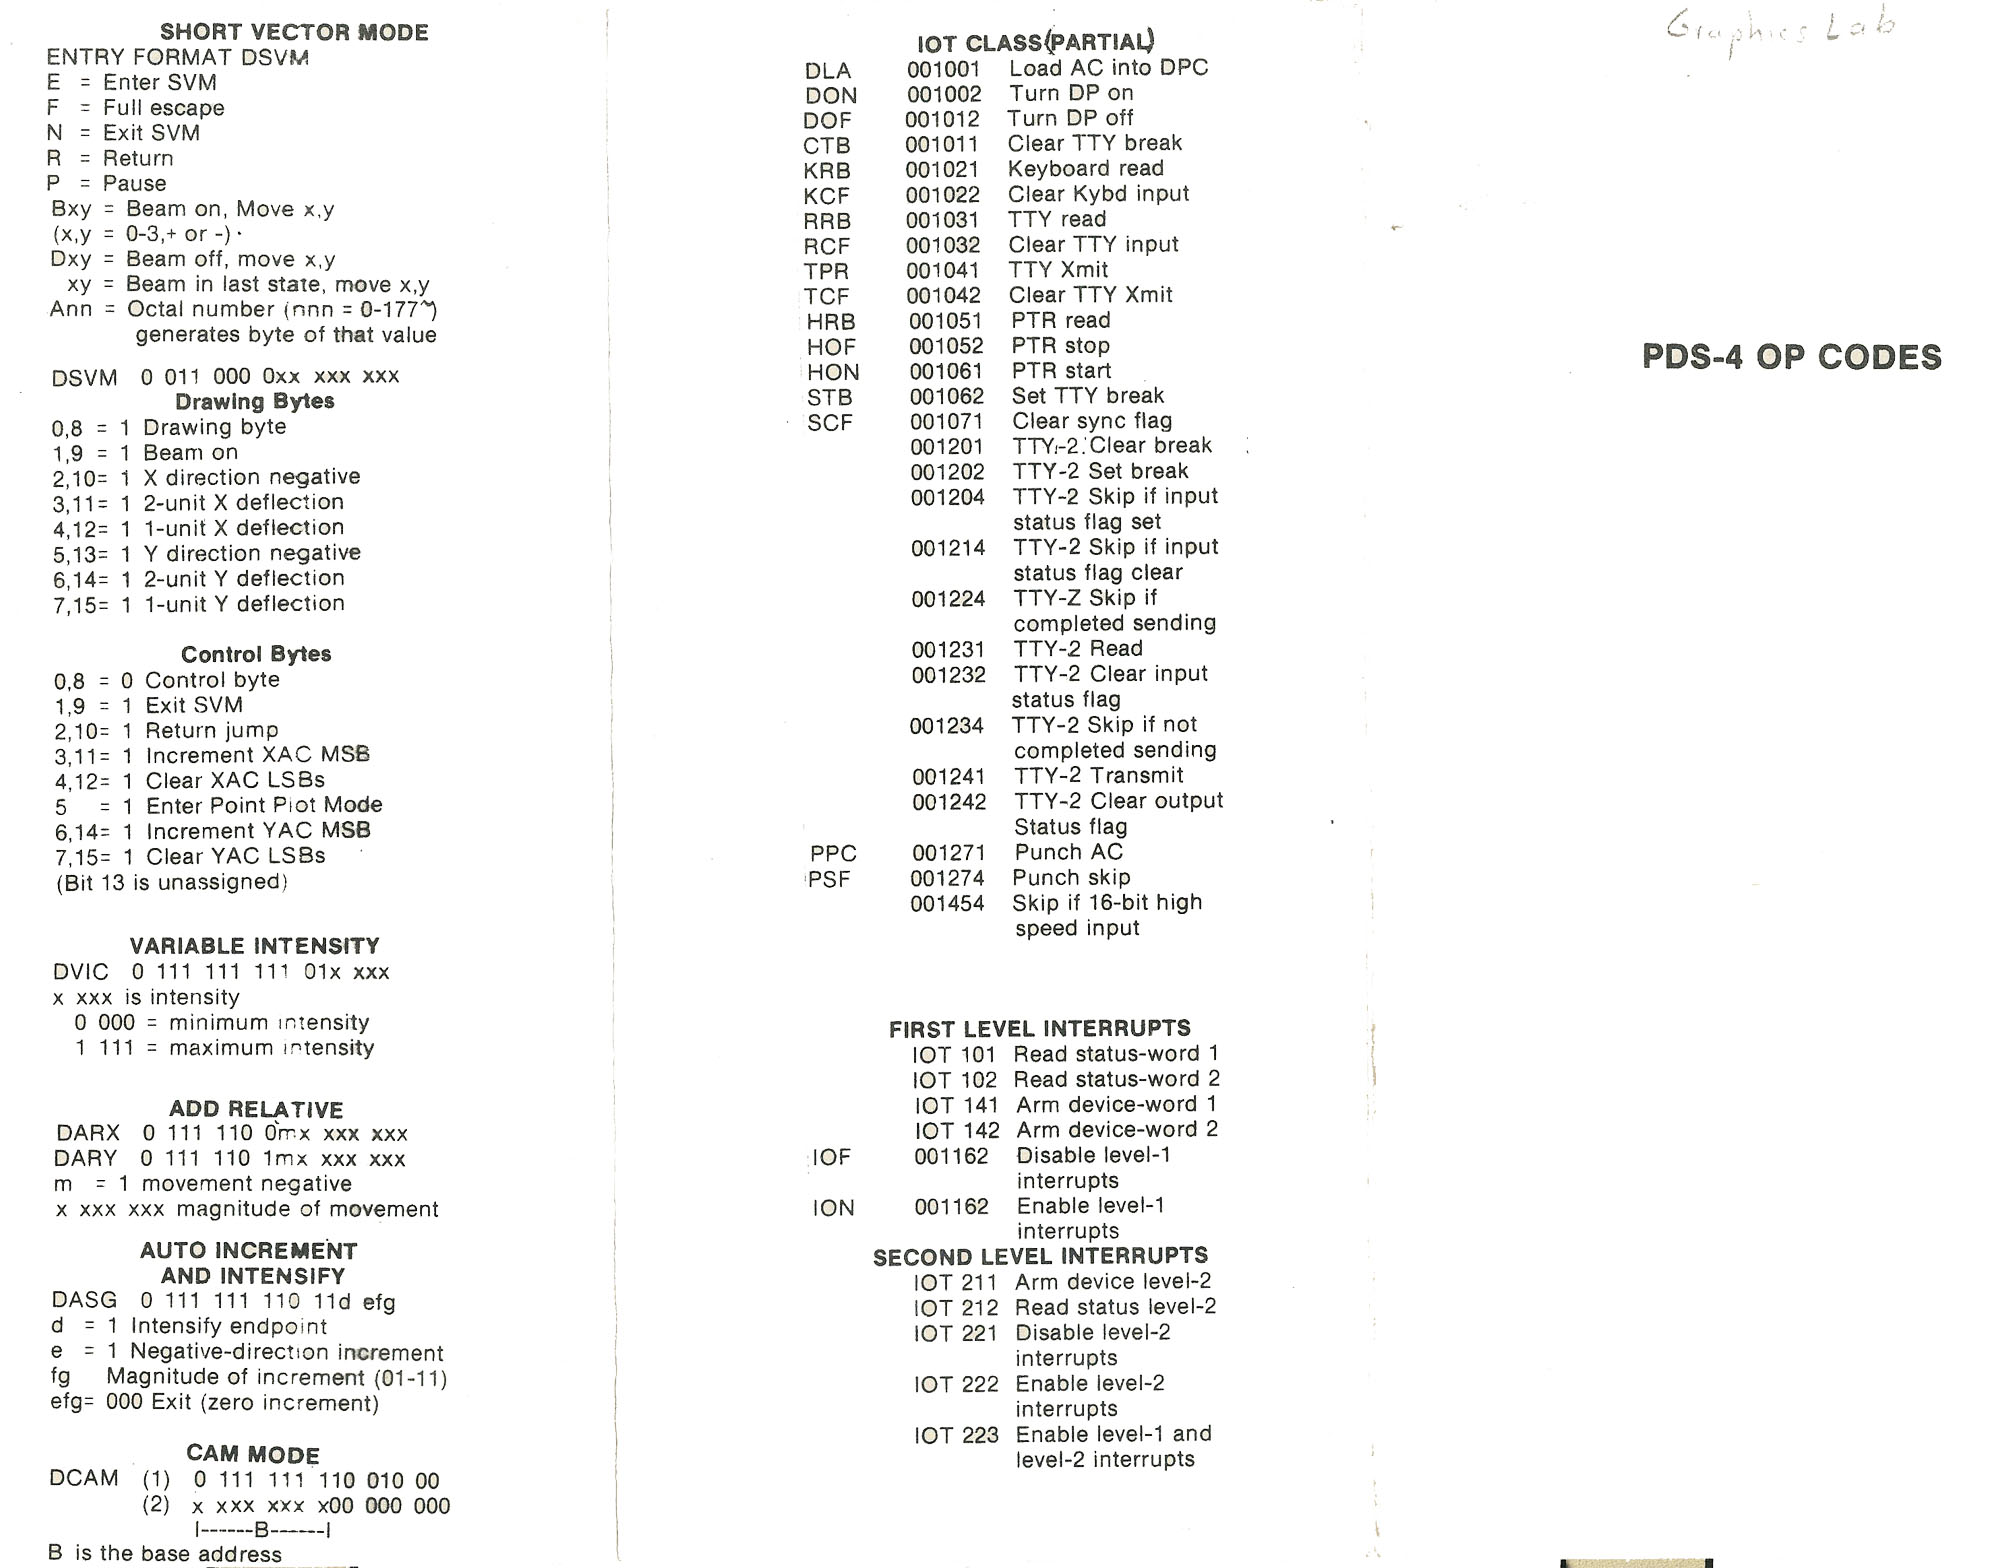 SHORT VECTOR MODE
ENTRY FORMAT DSVM
E = Enter SVM
F = Full escape
N = Exit SVM
R = Return
P = Pause
Bxy = Beam on, Move x,y
(x,y = 0-3,+ or -)
Dxy = Beam off, move x,y
xy = Beam in last state, move x,y
Ann = Octal number (nnn = 0-177~)
generates byte of that value
DSVM 0 011 000 0xx xxx xxx
Drawing Bytes
0,8 = 1 Drawing byte
1,9 = 1 Beam on
2,10= 1 X direction negative
3,11= 1 2-unit X deflection
4,12= 1 1-unit X deflection
5,13= 1 Y direction negative
6,14= 1 2-unit Y deflection
7,15= 1 1-unit Y deflection
Control Bytes
0,8 = 0 Control byte
1,9 = 1 Exit SVM
2,10= 1 Return jump
3,11= 1 Increment XAC MSB
4,12= 1 Clear XAC LSBs
5 = 1 Enter Point Plot Mode
6,14= 1 Increment YAC MSB
7,15= 1 Clear YAC LSBs
(Bit 13 is unassigned)
VARIABLE INTENSITY
DVIC 0 111 111 111 01x xxx
x xxx is intensity
0 000 = minimum intensity
1 111 = maximum intensity
ADD RELATIVE
DARX 0 111 110 0mx xxx xxx
DARY 0 111 110 1mx xxx xxx
m = 1 movement negative
x xxx xxx magnitude of movement
AUTO INCREMENT
AND INTENSIFY
DASG 0 111 111 110 11d efg
d = 1 Intensify endpoint
e = 1 Negative-direction increment
fg Magnitude of increment (01-11)
efg= 000 Exit (zero increment)
CAM MODE
DCAM (1) 0 111 111 110 010 00
(2) x xxx xxx x00 000 000
|------B------|
B is the base address
IOT CLASS(PARTIAL)
DLA 001001 Load AC into DPC
DON 001002 Turn DP on
DOF 001012 Turn DP off
CTB 001011 Clear TTY break
KRB 001021 Keyboard read
KCF 001022 Clear Kybd input
RRB 001031 TTY read
RCF 001032 Clear TTY input
TPR 001041 TTY Xmit
TCF 001042 Clear TTY Xmit
HRB 001051 PTR read
HOF 001052 PTR stop
HON 001061 PTR start
STB 001062 Set TTY break
SCF 001071 Clear sync flag
001201 TTY-2 Clear break
001202 TTY-2 Set break
001204 TTY-2 Skip if input
status flag set
001214 TTY-2 Skip if input
status flag clear
001224 TTY-Z Skip if
completed sending
001231 TTY-2 Read
001232 TTY-2 Clear input
status flag
001234 TTY-2 Skip if not
completed sending
001241 TTY-2 Transmit
001242 TTY-2 Clear output
Status flag
PPC 001271 Punch AC
PSF 001274 Punch skip
001454 Skip if 16-bit high
speed input
FIRST LEVEL INTERRUPTS
IOT 101 Read status-word 1
IOT 102 Read status-word 2
IOT 141 Arm device-word 1
IOT 142 Arm device-word 2
IOF 001162 Disable level-1
interrupts
ION 001162 Enable level-1
interrupts
SECOND LEVEL INTERRUPTS
IOT 211 Arm device level-2
IOT 212 Read status level-2
IOT 221 Disable level-2
interrupts
IOT 222 Enable level-2
interrupts
IOT 223 Enable level-1 and
level-2 interrupts
Graphics Lab
PDS-4 OP CODES